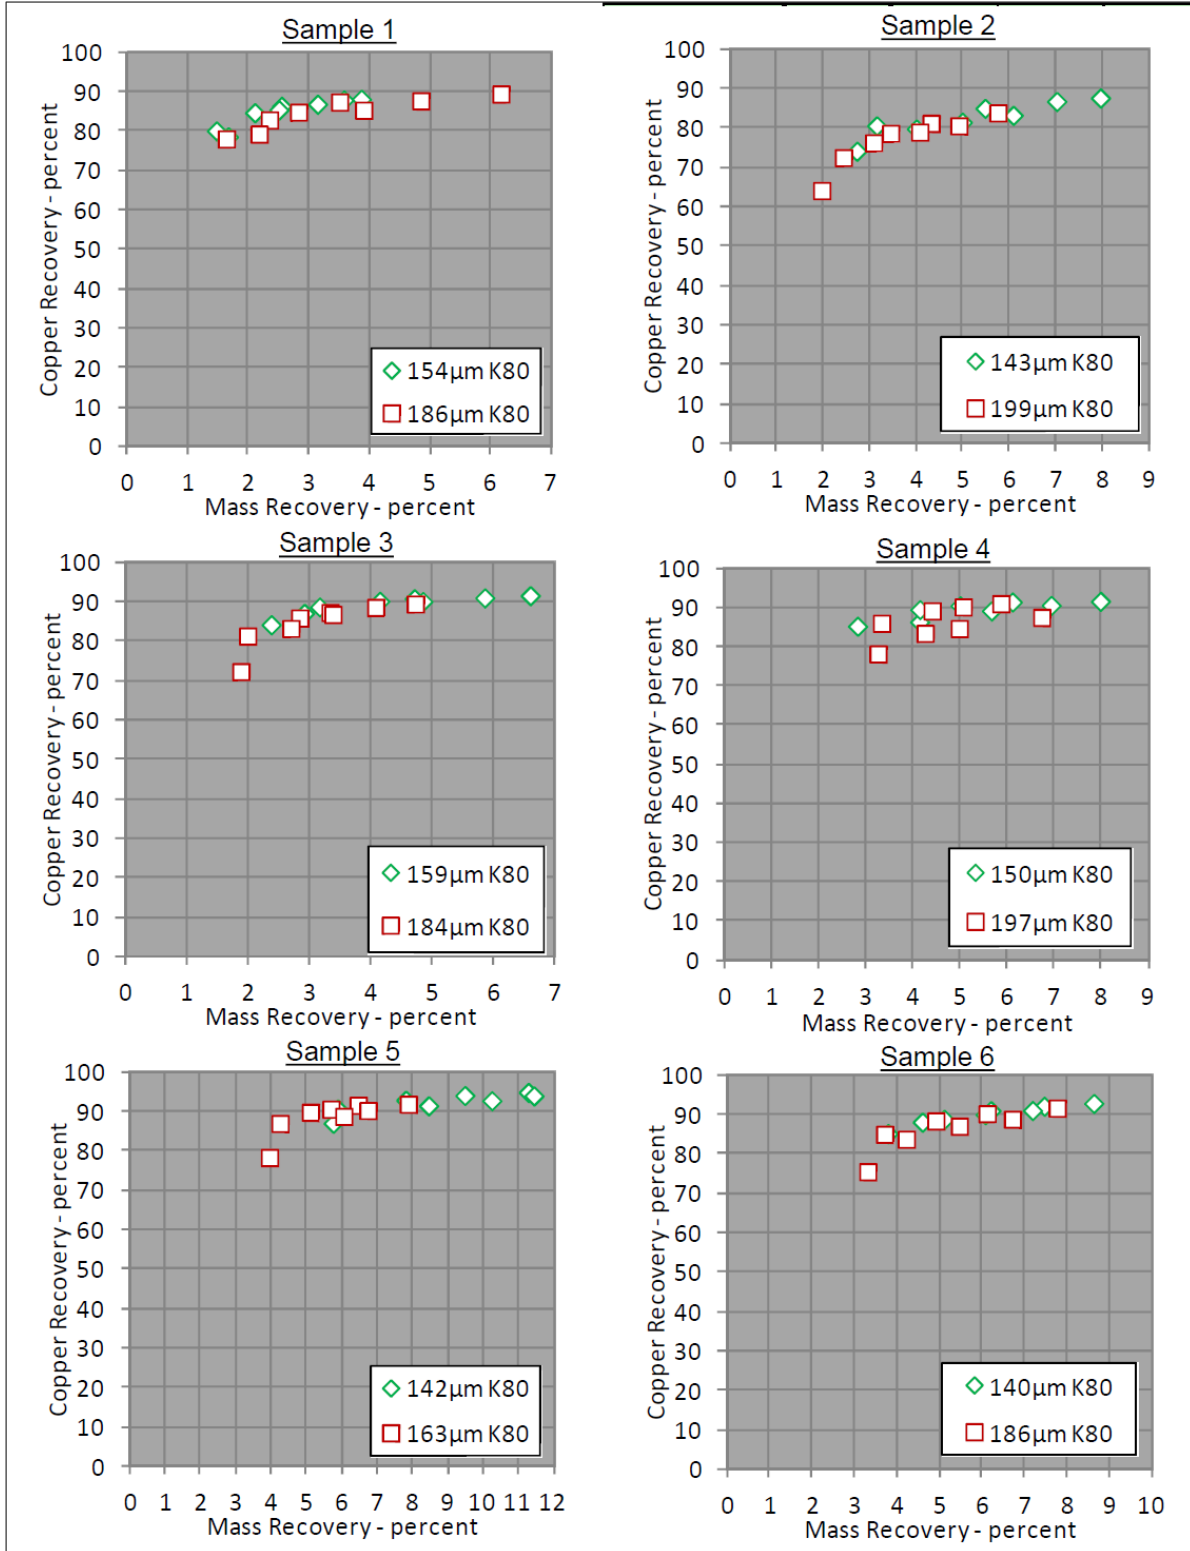 Sample 1
Copper Recovery - percent
100
90
80
70
60
50
40
30
20
10
0
154µm K80
186µm K80
0 1 2 3 4 5 6 7
Mass Recovery - percent
Sample 2
Copper Recovery - percent
100
90
80
70
60
50
40
30
20
10
0
143µm K80
199µm K80
0 1 2 3 4 5 6 7 8 9
Mass Recovery - percent
Sample 3
Copper Recovery - percent
100
90
80
70
60
50
40
30
20
10
0
159µm K80
184µm K80
0 1 2 3 4 5 6 7
Mass Recovery - percent
Sample 4
Copper Recovery - percent
100
90
80
70
60
50
40
30
20
10
0
150µm K80
197µm K80
0 1 2 3 4 5 6 7 8 9
Mass Recovery - percent
Sample 5
Copper Recovery - percent
100
90
80
70
60
50
40
30
20
10
0
142µm K80
163µm K80
0 1 2 3 4 5 6 7 8 9 10 11 12
Mass Recovery - percent
Sample 6
Copper Recovery - percent
100
90
80
70
60
50
40
30
20
10
0
140µm K80
186µm K80
0 1 2 3 4 5 6 7 8 9 10
Mass Recovery - percent